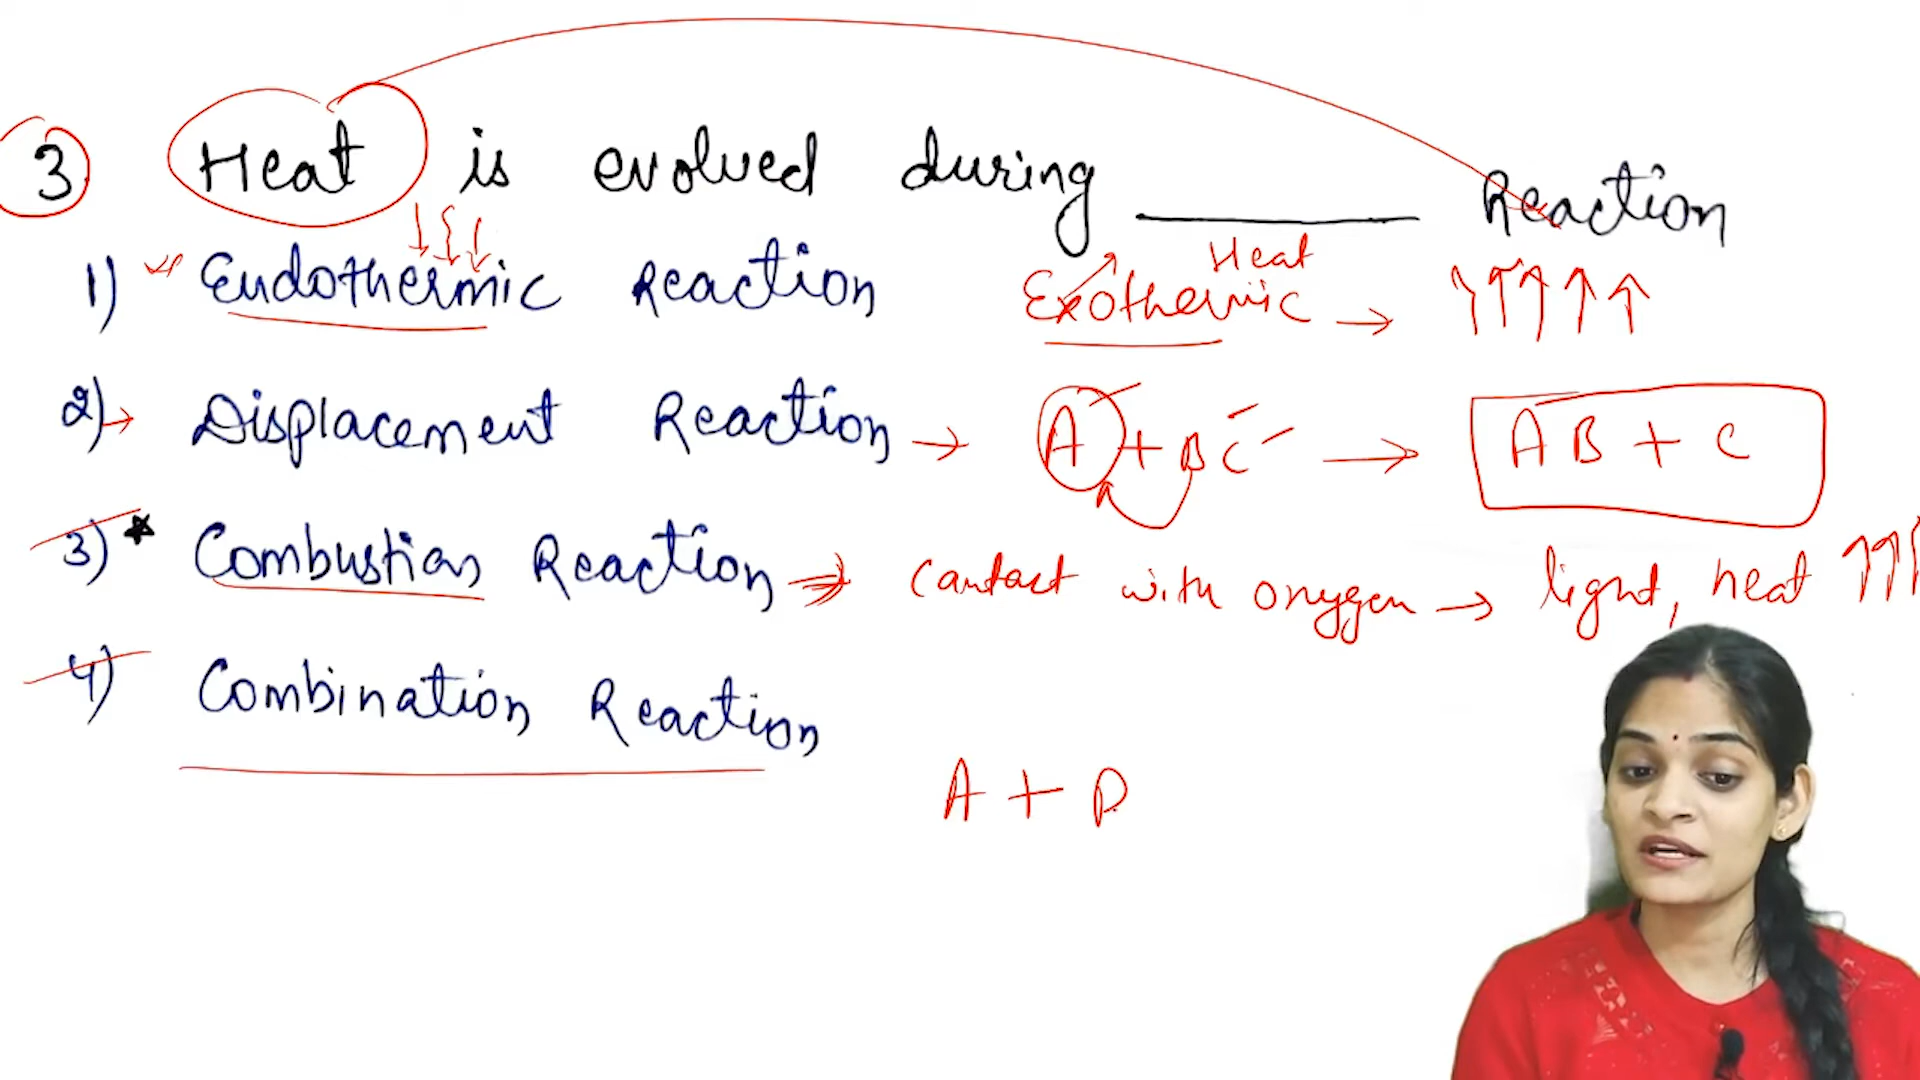 3 Heat is evolved during ________ Reaction
1) Endothermic Reaction Exothermic → Heat ↑↑↑↑↑
2) → Displacement Reaction → A + BC → AB + C
3) ★ Combustion Reaction → contact with oxygen → light, heat ↑↑↑
4) Combination Reaction
A +